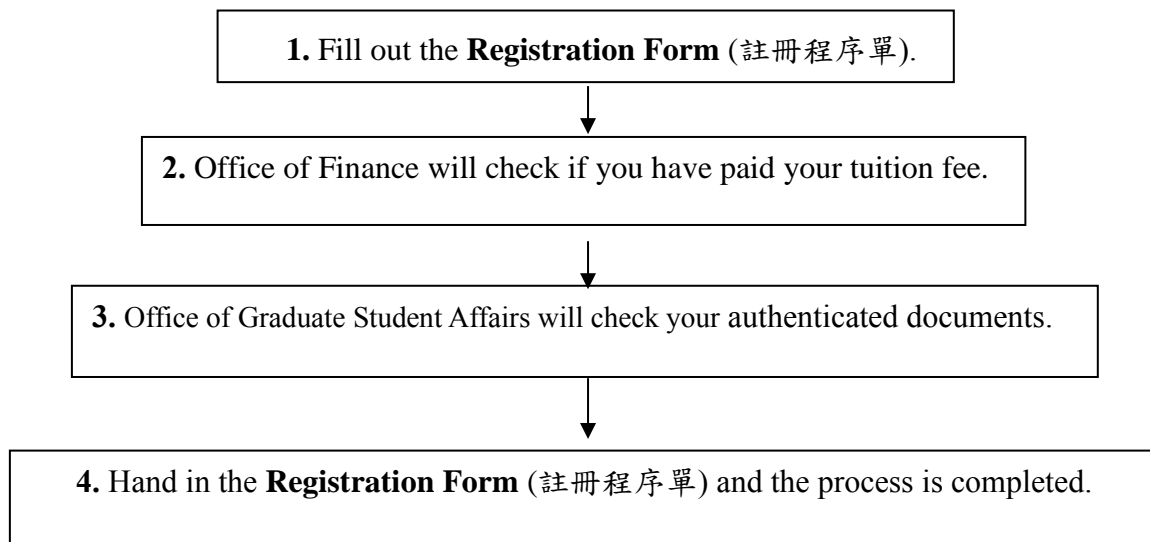 1. Fill out the Registration Form (註冊程序單).
2. Office of Finance will check if you have paid your tuition fee.
3. Office of Graduate Student Affairs will check your authenticated documents.
4. Hand in the Registration Form (註冊程序單) and the process is completed.